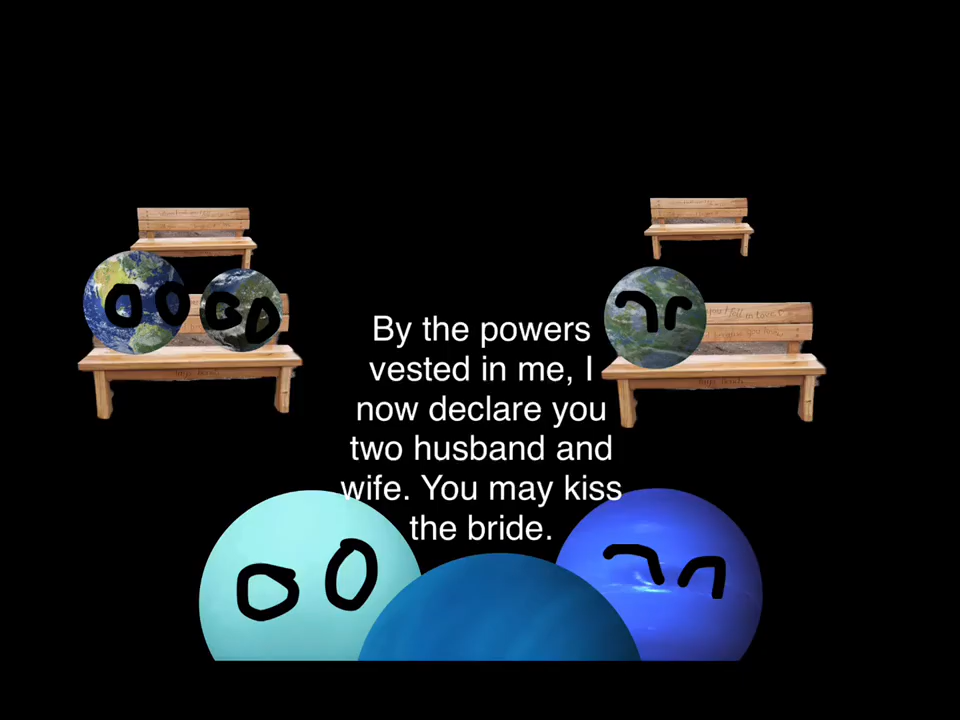 By the powers
vested in me, I
now declare you
two husband and
wife. You may kiss
the bride.